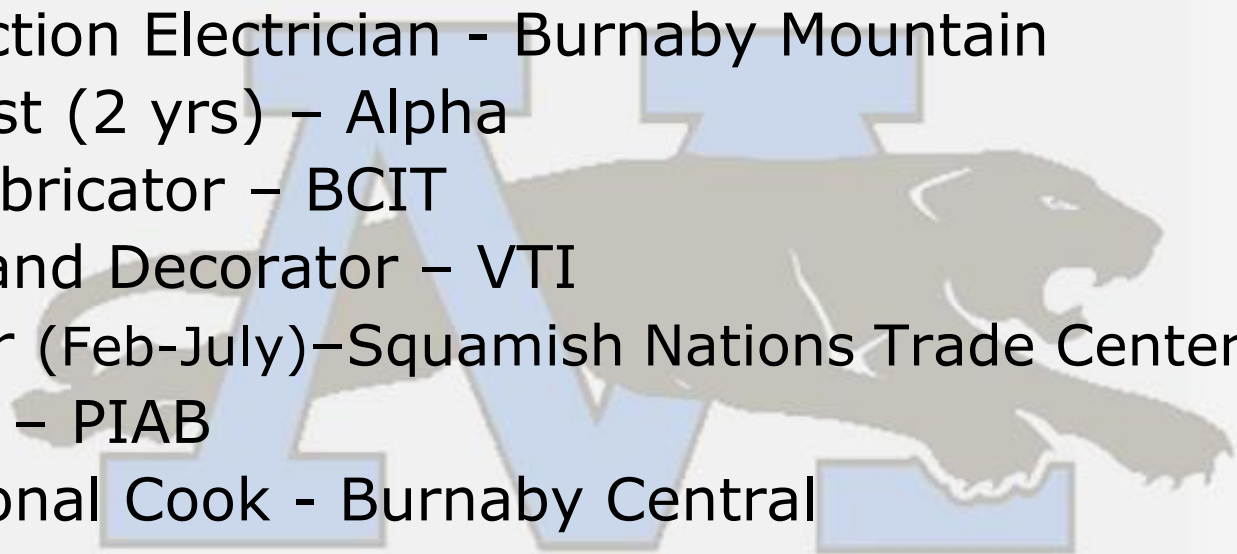 ction Electrician - Burnaby Mountain
st (2 yrs) – Alpha
bricator – BCIT
and Decorator – VTI
r (Feb-July)–Squamish Nations Trade Center
– PIAB
onal Cook - Burnaby Central